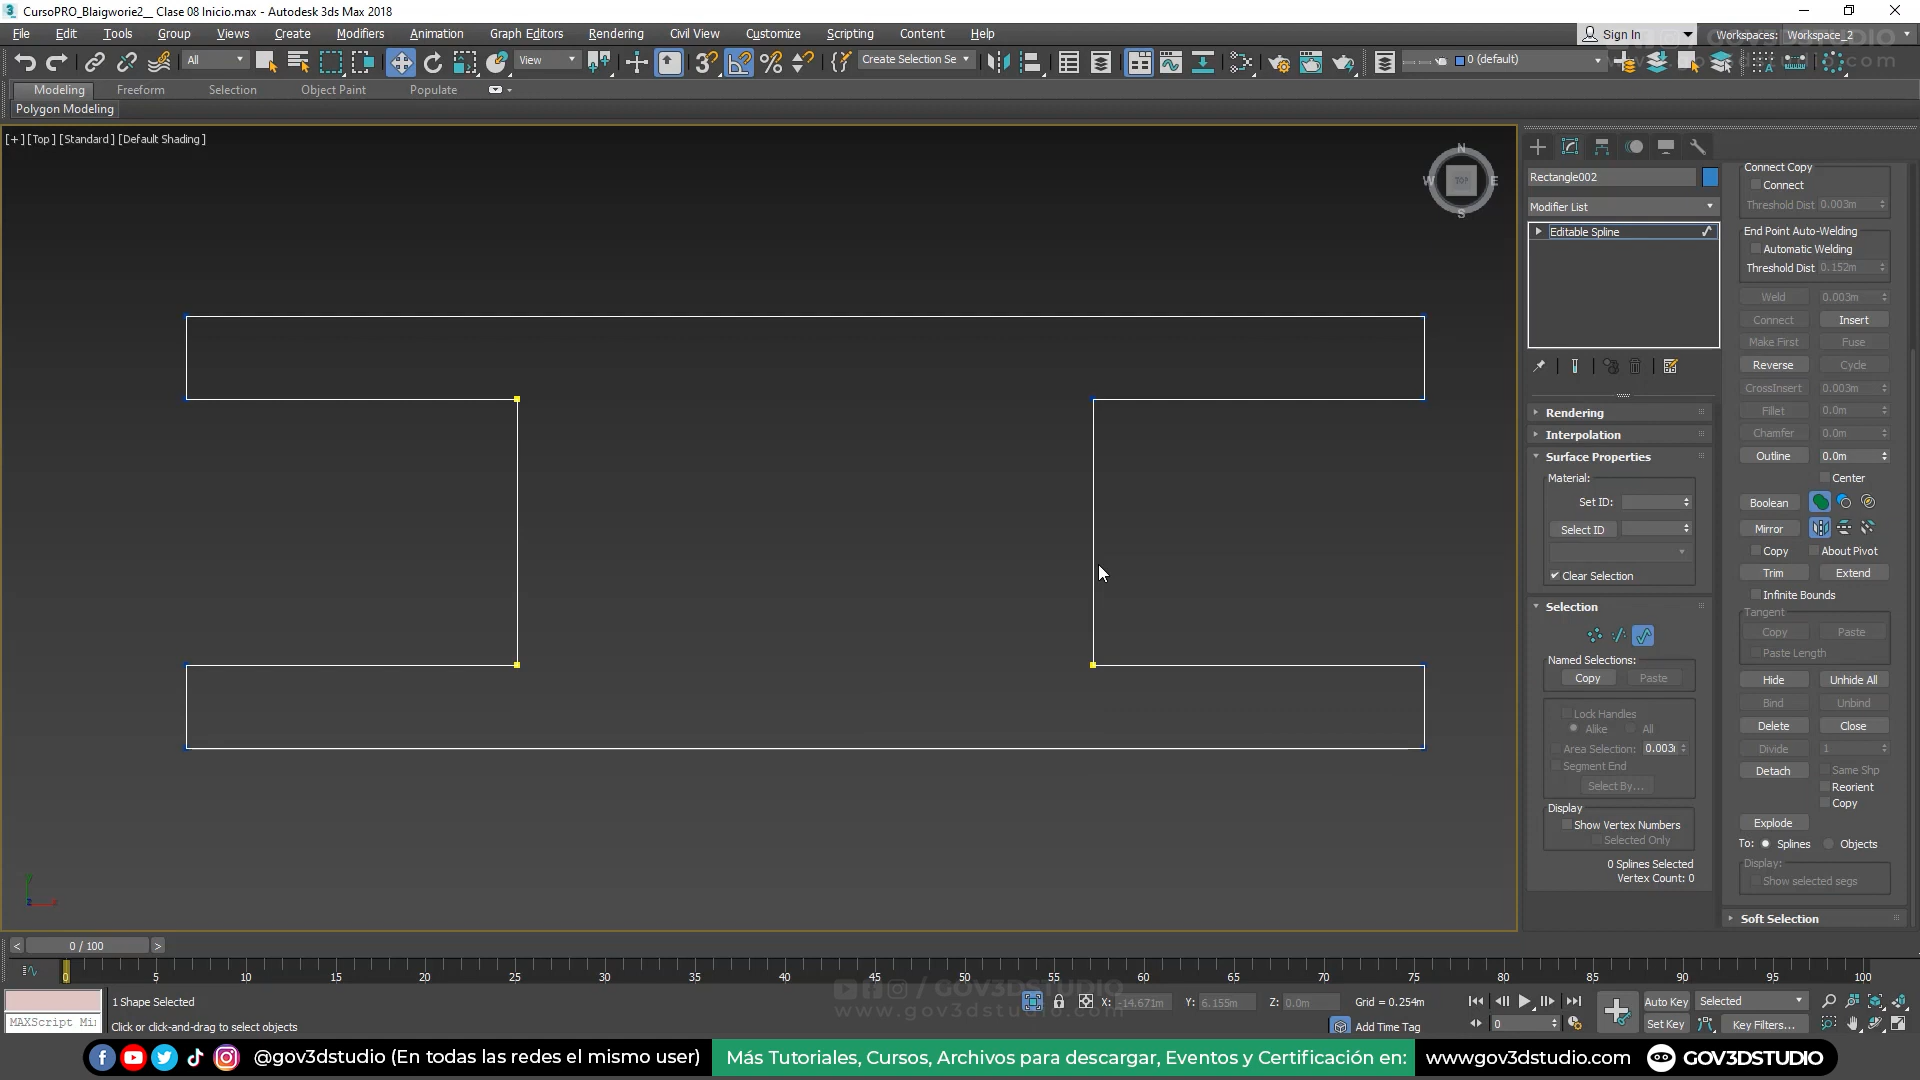 CursoPRO_Blaigworie2__ Clase 08 Inicio.max - Autodesk 3ds Max 2018
File Edit Tools Group Views Create Modifiers Animation Graph Editors Rendering Civil View Customize Scripting Content Help
Sign In Workspaces: Workspace_2
All View Create Selection Se 0 (default)
Modeling Freeform Selection Object Paint Populate
Polygon Modeling
[+] [Top] [Standard] [Default Shading]
N
W TOP E
S
Rectangle002
Modifier List
Editable Spline
Rendering
Interpolation
Surface Properties
Material:
Set ID:
Select ID
Clear Selection
Selection
Named Selections:
Copy Paste
Lock Handles
Alike All
Area Selection: 0.003
Segment End
Select By...
Display
Show Vertex Numbers
Selected Only
0 Splines Selected
Vertex Count: 0
Connect Copy
Connect
Threshold Dist 0.003m
End Point Auto-Welding
Automatic Welding
Threshold Dist 0.152m
Weld 0.003m
Connect Insert
Make First Fuse
Reverse Cycle
CrossInsert 0.003m
Fillet 0.0m
Chamfer 0.0m
Outline 0.0m
Center
Boolean
Mirror
Copy About Pivot
Trim Extend
Infinite Bounds
Tangent
Copy Paste
Paste Length
Hide Unhide All
Bind Unbind
Delete Close
Divide 1
Detach Same Shp
Reorient
Copy
Explode
To: Splines Objects
Display:
Show selected segs
Soft Selection
< 0 / 100 >
0 5 10 15 20 25 30 35 40 45 50 55 60 65 70 75 80 85 90 95 100
1 Shape Selected
X: -14.671m Y: 6.155m Z: 0.0m Grid = 0.254m
Auto Key Selected
MAXScript Mi
Click or click-and-drag to select objects
Add Time Tag
0
Set Key Key Filters...
/ GOV3DSTUDIO
www.gov3dstudio.com
@gov3dstudio (En todas las redes el mismo user) Más Tutoriales, Cursos, Archivos para descargar, Eventos y Certificación en: www.gov3dstudio.com GOV3DSTUDIO